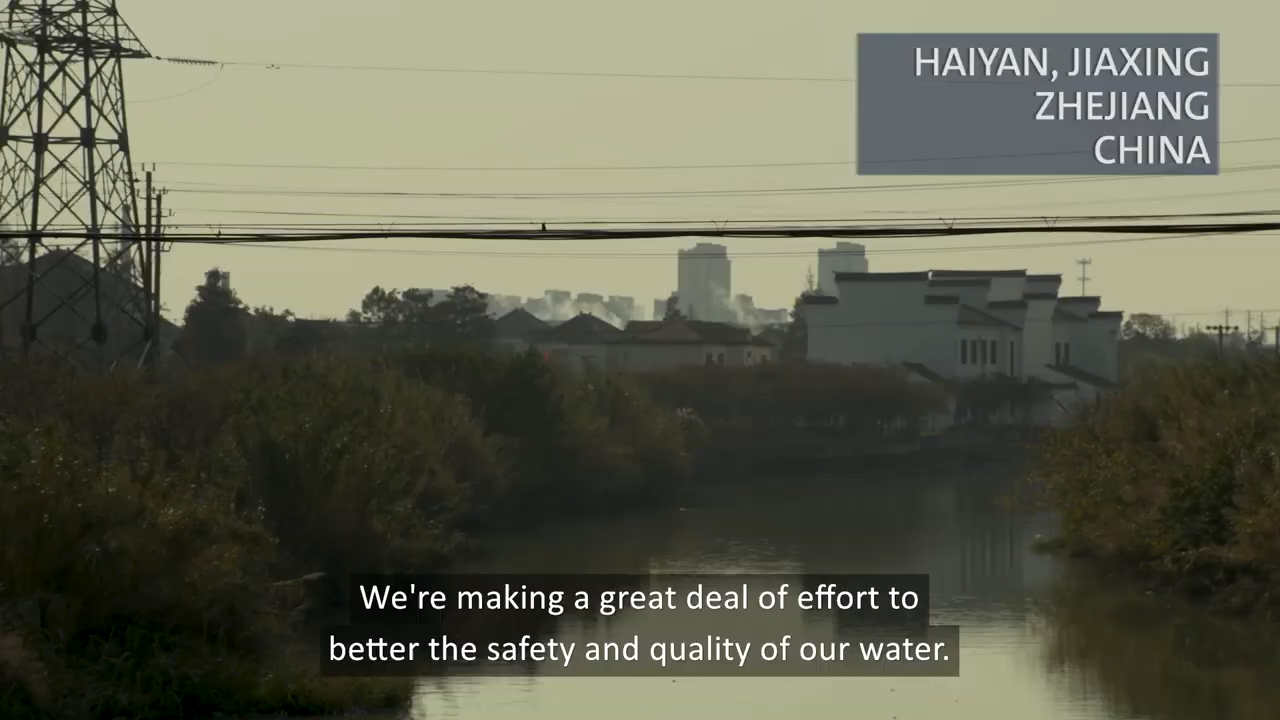 HAIYAN, JIAXING
ZHEJIANG
CHINA
We're making a great deal of effort to
better the safety and quality of our water.